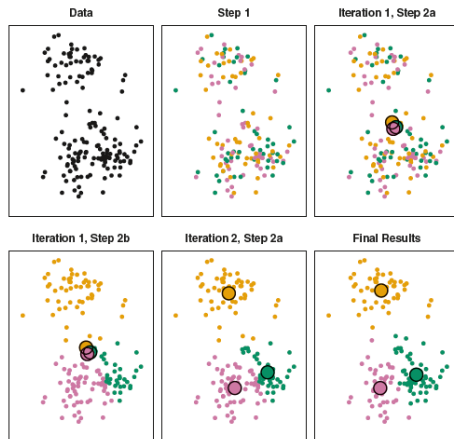 Data
Step 1
Iteration 1, Step 2a
Iteration 1, Step 2b
Iteration 2, Step 2a
Final Results